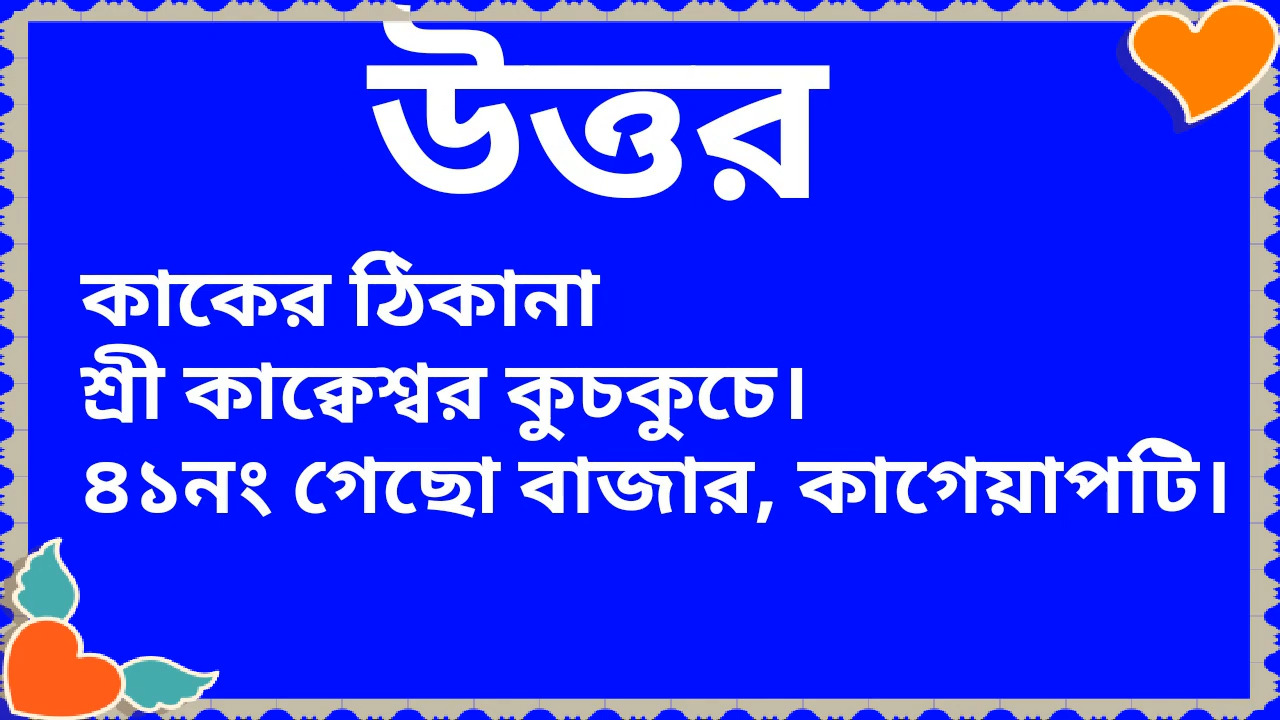 উত্তর
কাকের ঠিকানা
শ্রী কাক্বেশ্বর কুচকুচে।
৪১নং গেছো বাজার, কাগেয়াপটি।